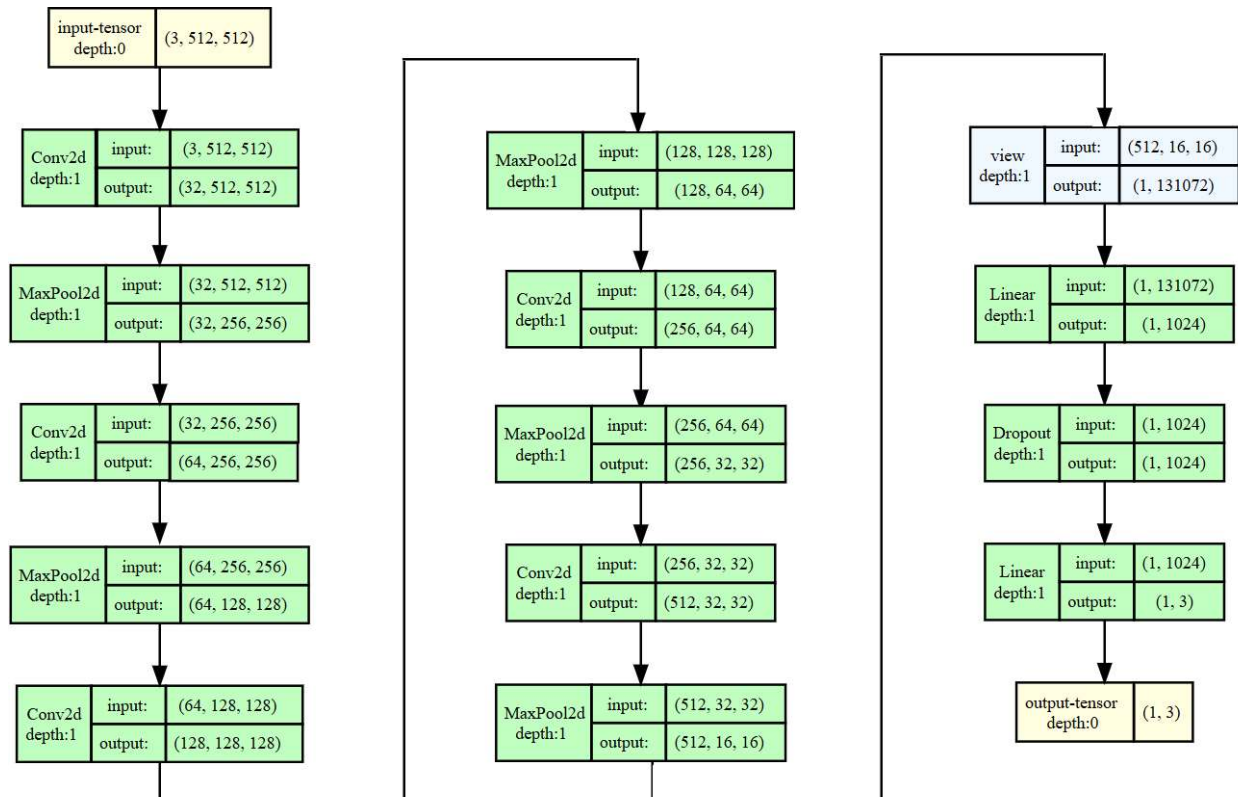 input-tensor
depth:0
(3, 512, 512)
Conv2d
depth:1
input:
(3, 512, 512)
output:
(32, 512, 512)
MaxPool2d
depth:1
input:
(32, 512, 512)
output:
(32, 256, 256)
Conv2d
depth:1
input:
(32, 256, 256)
output:
(64, 256, 256)
MaxPool2d
depth:1
input:
(64, 256, 256)
output:
(64, 128, 128)
Conv2d
depth:1
input:
(64, 128, 128)
output:
(128, 128, 128)
MaxPool2d
depth:1
input:
(128, 128, 128)
output:
(128, 64, 64)
Conv2d
depth:1
input:
(128, 64, 64)
output:
(256, 64, 64)
MaxPool2d
depth:1
input:
(256, 64, 64)
output:
(256, 32, 32)
Conv2d
depth:1
input:
(256, 32, 32)
output:
(512, 32, 32)
MaxPool2d
depth:1
input:
(512, 32, 32)
output:
(512, 16, 16)
view
depth:1
input:
(512, 16, 16)
output:
(1, 131072)
Linear
depth:1
input:
(1, 131072)
output:
(1, 1024)
Dropout
depth:1
input:
(1, 1024)
output:
(1, 1024)
Linear
depth:1
input:
(1, 1024)
output:
(1, 3)
output-tensor
depth:0
(1, 3)